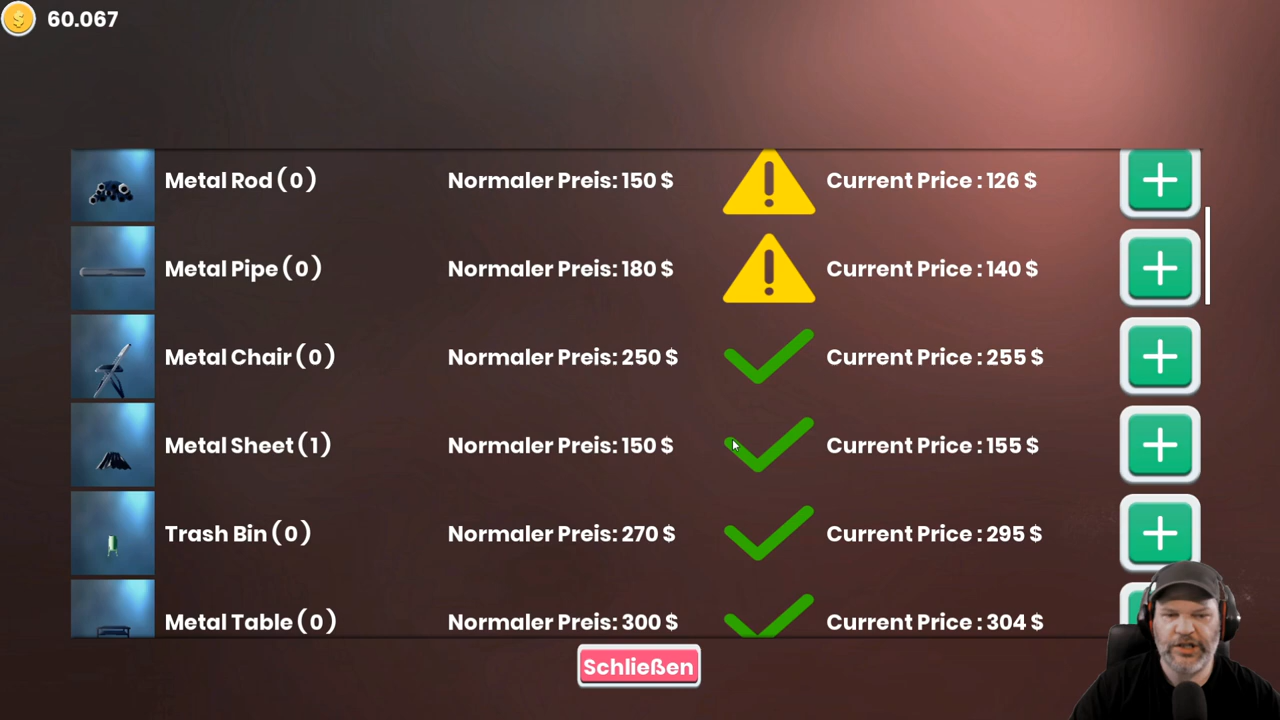 60.067
Metal Rod (0) Normaler Preis: 150 $ Current Price : 126 $
Metal Pipe (0) Normaler Preis: 180 $ Current Price : 140 $
Metal Chair (0) Normaler Preis: 250 $ Current Price : 255 $
Metal Sheet (1) Normaler Preis: 150 $ Current Price : 155 $
Trash Bin (0) Normaler Preis: 270 $ Current Price : 295 $
Metal Table (0) Normaler Preis: 300 $ Current Price : 304 $
Schließen